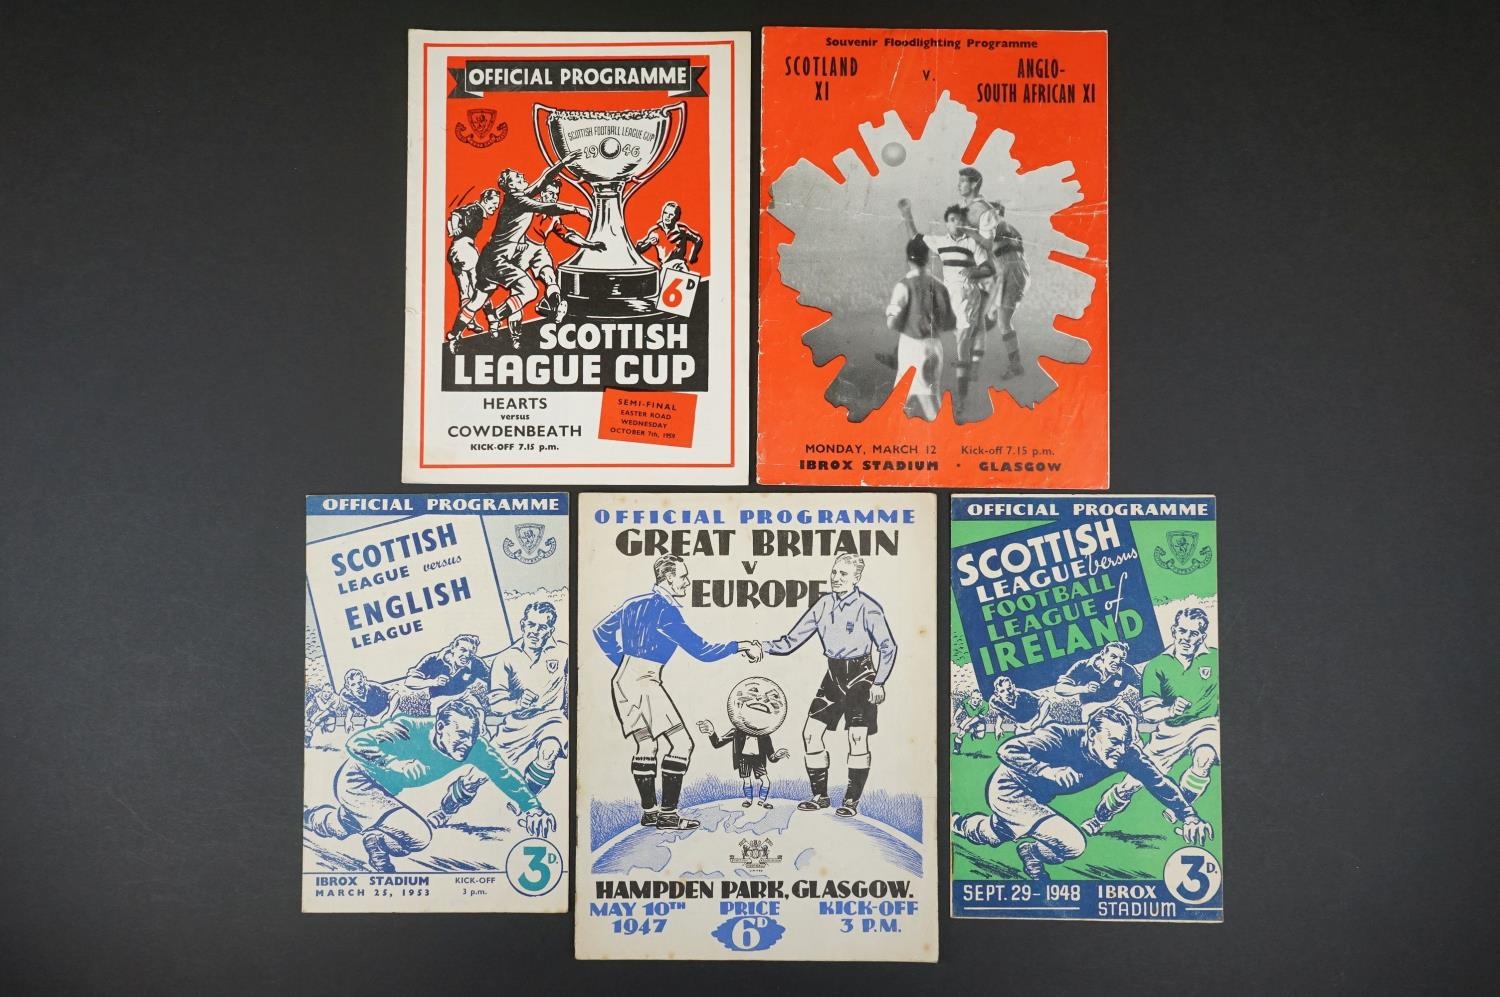 OFFICIAL PROGRAMME
SCOTTISH FOOTBALL LEAGUE CUP
1946
6D
SCOTTISH
LEAGUE CUP
HEARTS
versus
COWDENBEATH
KICK-OFF 7.15 p.m.
SEMI-FINAL
EASTER ROAD
WEDNESDAY
OCTOBER 7th, 1959
Souvenir Floodlighting Programme
SCOTLAND
XI
v.
ANGLO-
SOUTH AFRICAN XI
MONDAY, MARCH 12 Kick-off 7.15 p.m.
IBROX STADIUM · GLASGOW
OFFICIAL PROGRAMME
SCOTTISH
LEAGUE versus
ENGLISH
LEAGUE
3D.
IBROX STADIUM
MARCH 25, 1953
KICK-OFF
3 p.m.
OFFICIAL PROGRAMME
GREAT BRITAIN
V
EUROPE
HAMPDEN PARK, GLASGOW.
MAY 10TH
1947
PRICE
6D
KICK-OFF
3 P.M.
OFFICIAL PROGRAMME
SCOTTISH
LEAGUE versus
FOOTBALL
LEAGUE of
IRELAND
3D.
SEPT. 29-1948
IBROX
STADIUM